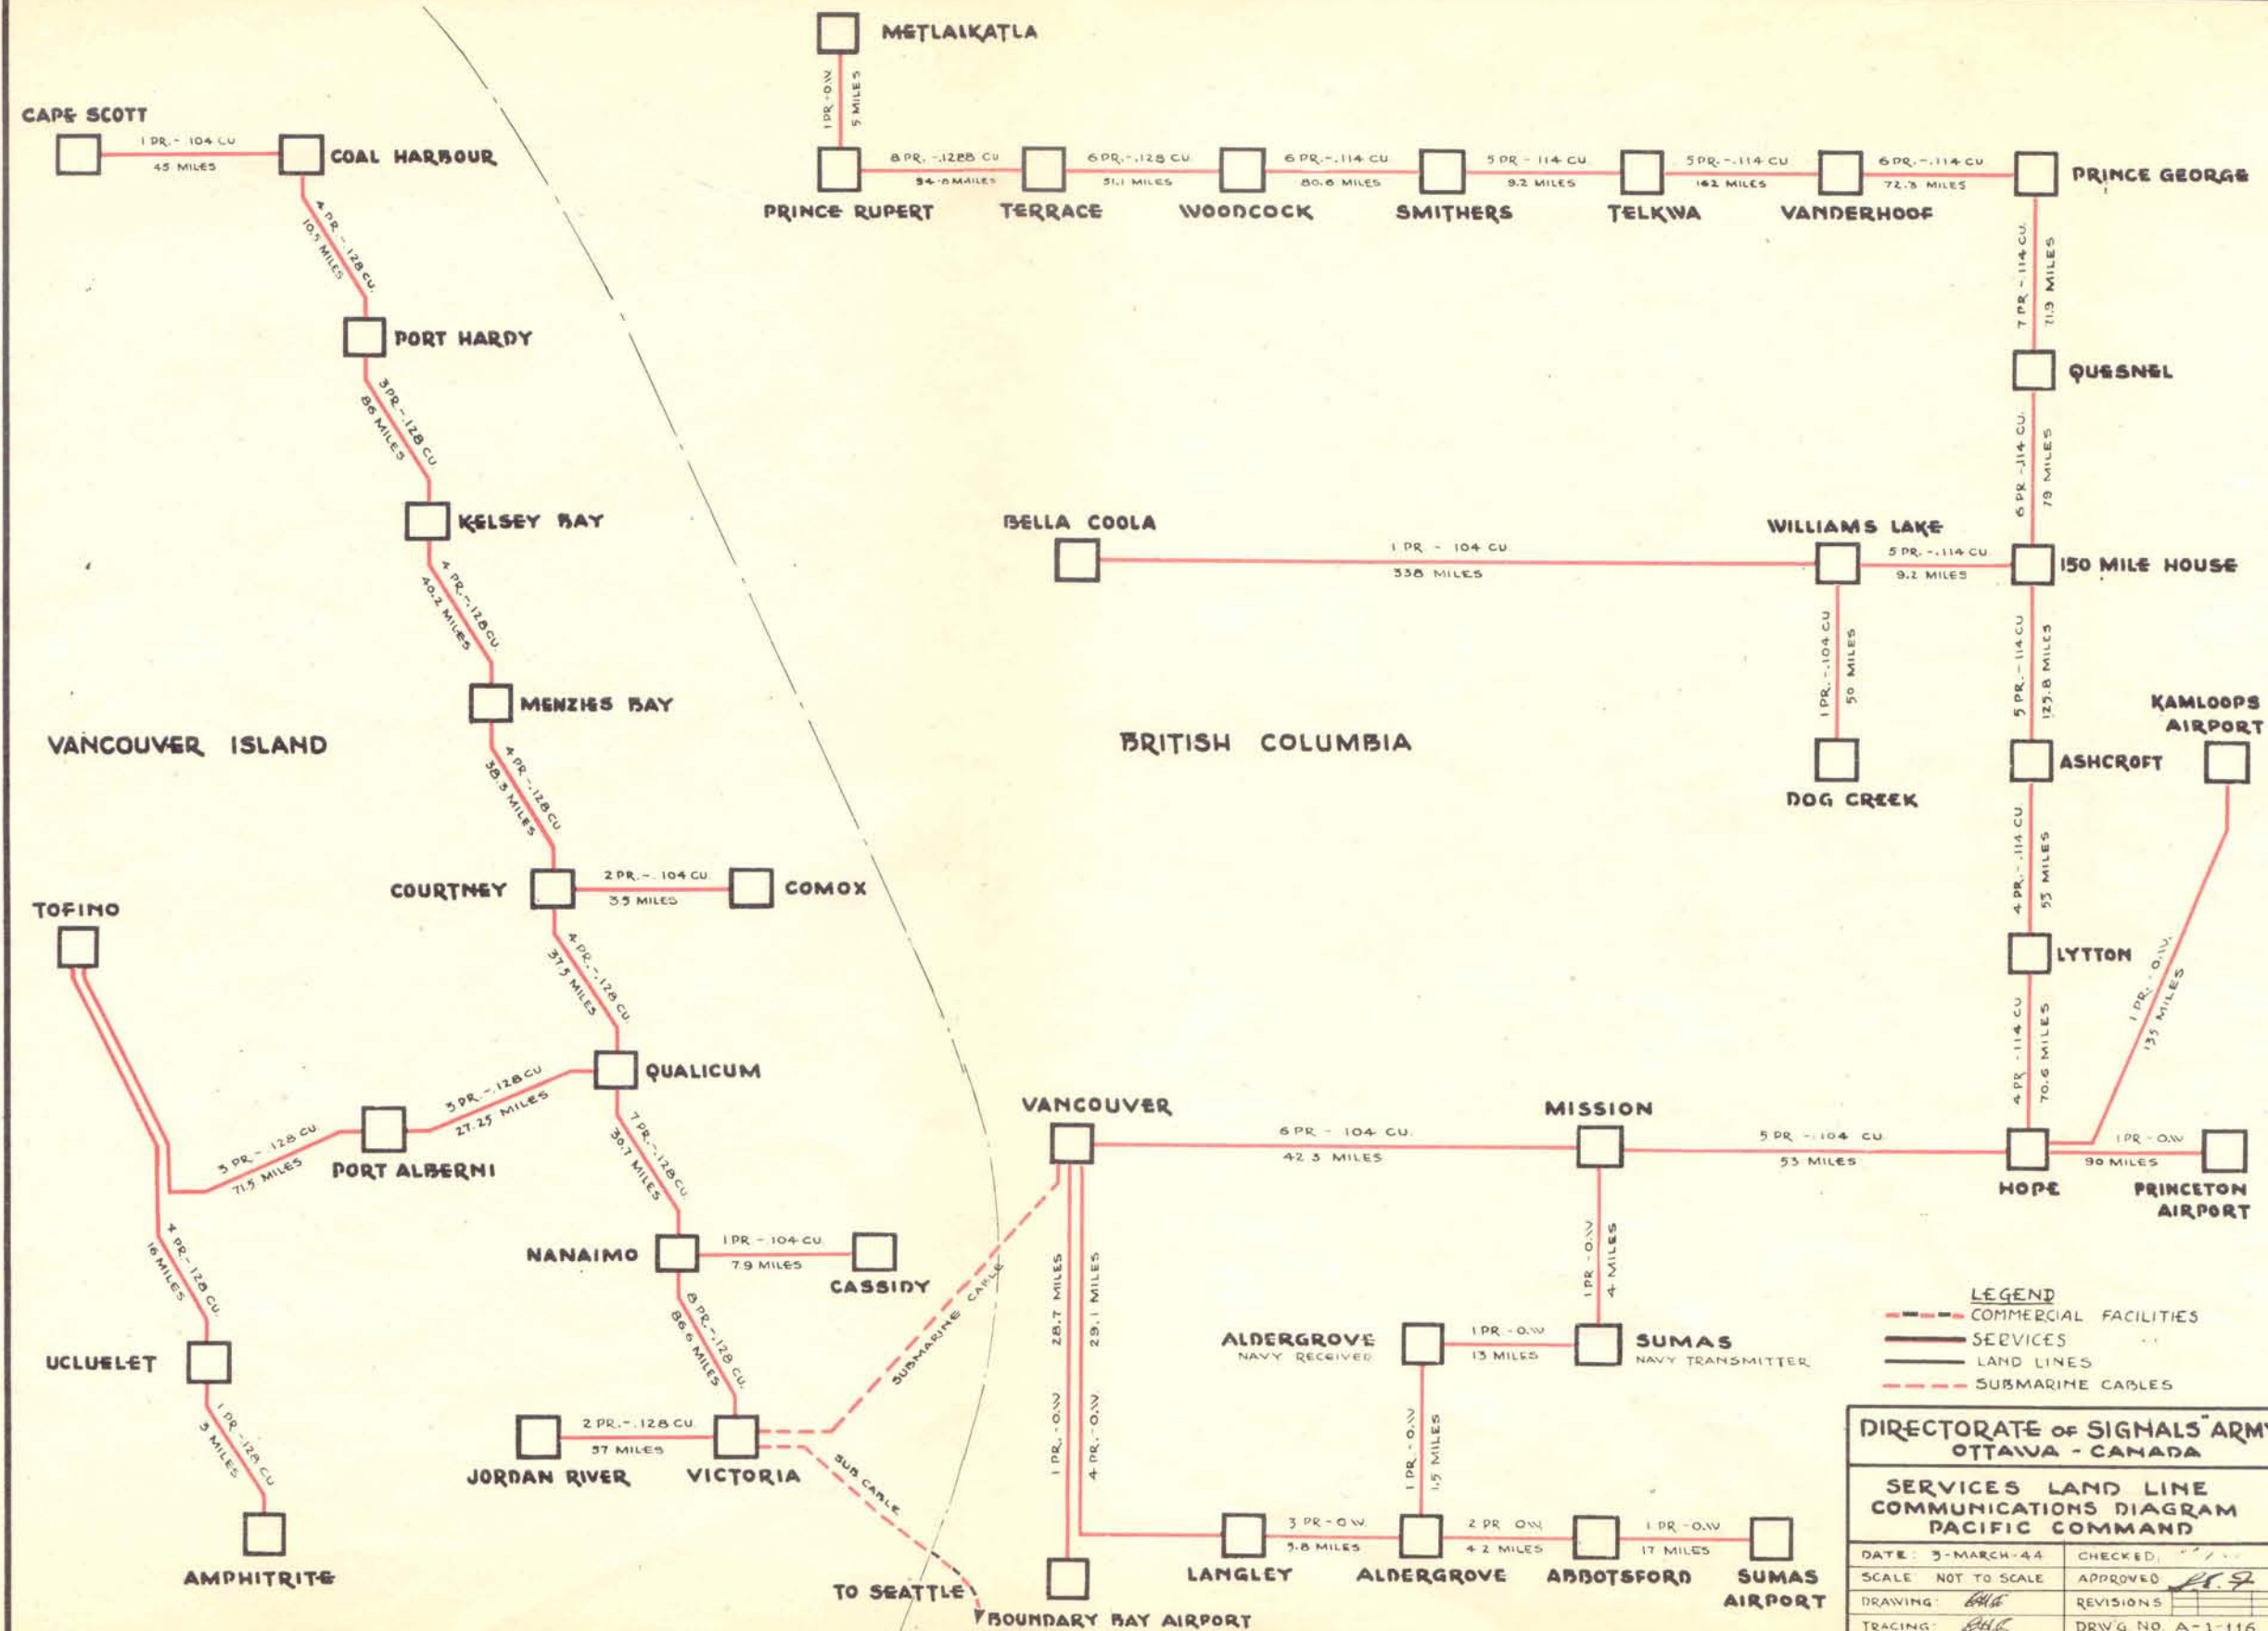 METLAIKATLA
1 PR - O.W.
5 MILES
CAPE SCOTT
1 PR. - 104 CU
45 MILES
COAL HARBOUR
8 PR. - .128B CU
6 PR. - .128 CU.
51.1 MILES
6 PR. - .114 CU
80.6 MILES
5 PR - 114 CU.
9.2 MILES
5 PR. - .114 CU
162 MILES
6 PR. - .114 CU
72.3 MILES
PRINCE GEORGE
PRINCE RUPERT
TERRACE
WOODCOCK
SMITHERS
TELKWA
VANDERHOOF
4 PR. - .128 CU.
10.5 MILES
7 PR - .114 CU.
71.9 MILES
PORT HARDY
QUESNEL
3 PR. - .128 CU
86 MILES
6 PR - .114 CU.
79 MILES
KELSEY BAY
BELLA COOLA
1 PR - 104 CU
338 MILES
WILLIAMS LAKE
5 PR. - .114 CU
9.2 MILES
150 MILE HOUSE
4 PR. - .128 CU.
40.2 MILES
1 PR. - .104 CU
50 MILES
5 PR. - 114 CU
125.8 MILES
MENZIES BAY
VANCOUVER ISLAND
BRITISH COLUMBIA
KAMLOOPS
AIRPORT
ASHCROFT
DOG CREEK
4 PR. - .128 CU
38.3 MILES
4 PR. - .114 CU.
53 MILES
COURTNEY
2 PR. - 104 CU.
3.5 MILES
COMOX
TOFINO
4 PR. - .128 CU.
37.5 MILES
LYTTON
1 PR. - O.W.
135 MILES
4 PR - 114 CU
70.6 MILES
QUALICUM
3 PR. - .128 CU
27.25 MILES
PORT ALBERNI
3 PR - .128 CU.
71.5 MILES
7 PR. - .128 CU.
30.7 MILES
VANCOUVER
6 PR - 104 CU.
42.3 MILES
MISSION
5 PR - .104 CU
53 MILES
HOPE
1 PR - O.W
90 MILES
PRINCETON
AIRPORT
4 PR - .128 CU.
16 MILES
NANAIMO
1 PR - 104 CU.
7.9 MILES
CASSIDY
SUBMARINE CABLE
28.7 MILES
1 PR. - O.W.
29.1 MILES
4 PR. - O.W.
1 PR - O.W
4 MILES
UCLUELET
8 PR. - .128 CU.
86.6 MILES
ALDERGROVE
NAVY RECEIVED
1 PR - O.W
13 MILES
SUMAS
NAVY TRANSMITTER
LEGEND
COMMERCIAL FACILITIES
SERVICES "
LAND LINES
SUBMARINE CABLES
1 PR - .128 CU
3 MILES
JORDAN RIVER
2 PR. - .128 CU.
37 MILES
VICTORIA
SUB CABLE
1 PR - O.W
1.5 MILES
AMPHITRITE
TO SEATTLE
BOUNDARY BAY AIRPORT
LANGLEY
3 PR - O.W.
5.8 MILES
ALDERGROVE
2 PR O.W.
4.2 MILES
ABBOTSFORD
1 PR - O.W
17 MILES
SUMAS
AIRPORT
DIRECTORATE OF SIGNALS "ARMY
OTTAWA - CANADA
SERVICES LAND LINE
COMMUNICATIONS DIAGRAM
PACIFIC COMMAND
DATE: 3-MARCH-44
CHECKED.
SCALE NOT TO SCALE
APPROVED
DRAWING:
REVISIONS
TRACING:
DRW'G NO. A-1-116